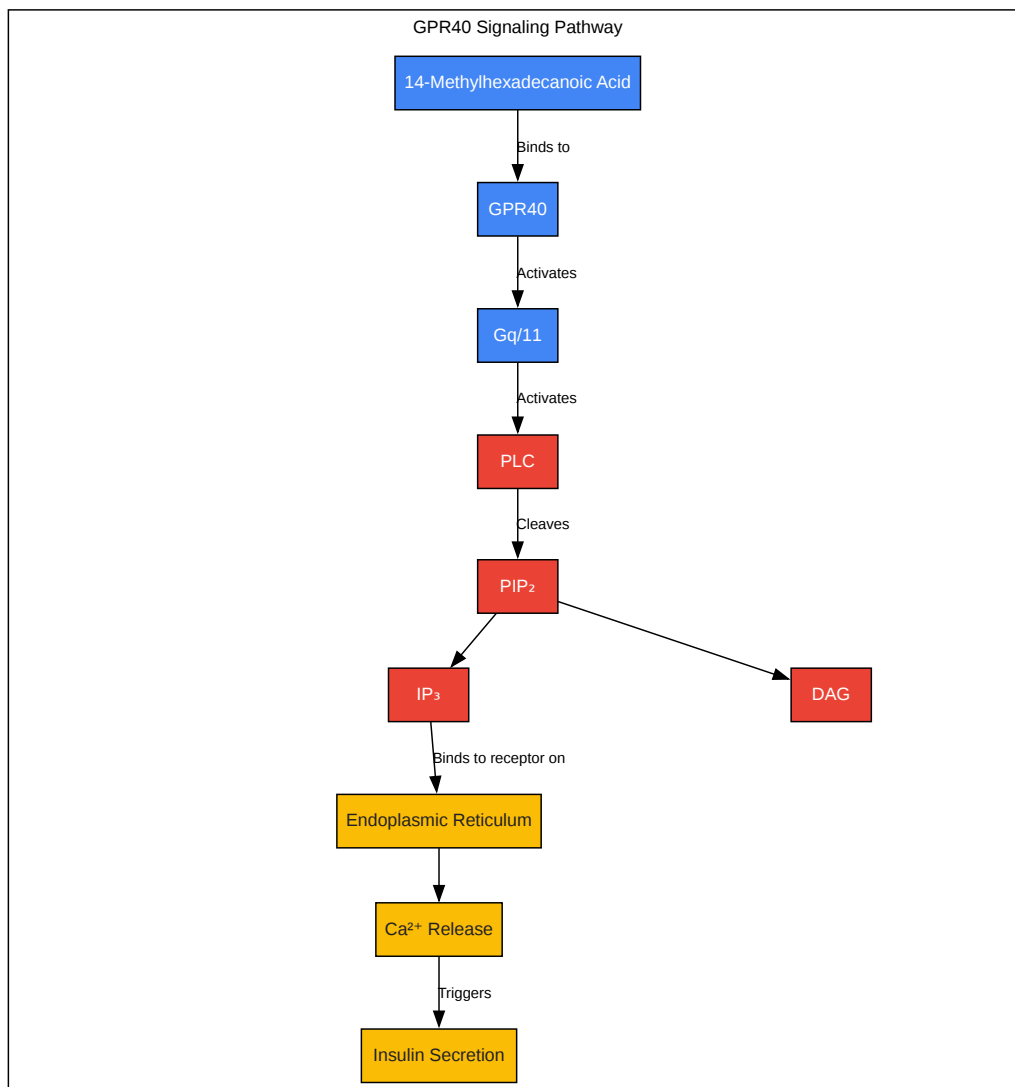 GPR40 Signaling Pathway
14-Methylhexadecanoic Acid
Binds to
GPR40
Activates
Gq/11
Activates
PLC
Cleaves
PIP₂
IP₃
DAG
Binds to receptor on
Endoplasmic Reticulum
Ca²⁺ Release
Triggers
Insulin Secretion